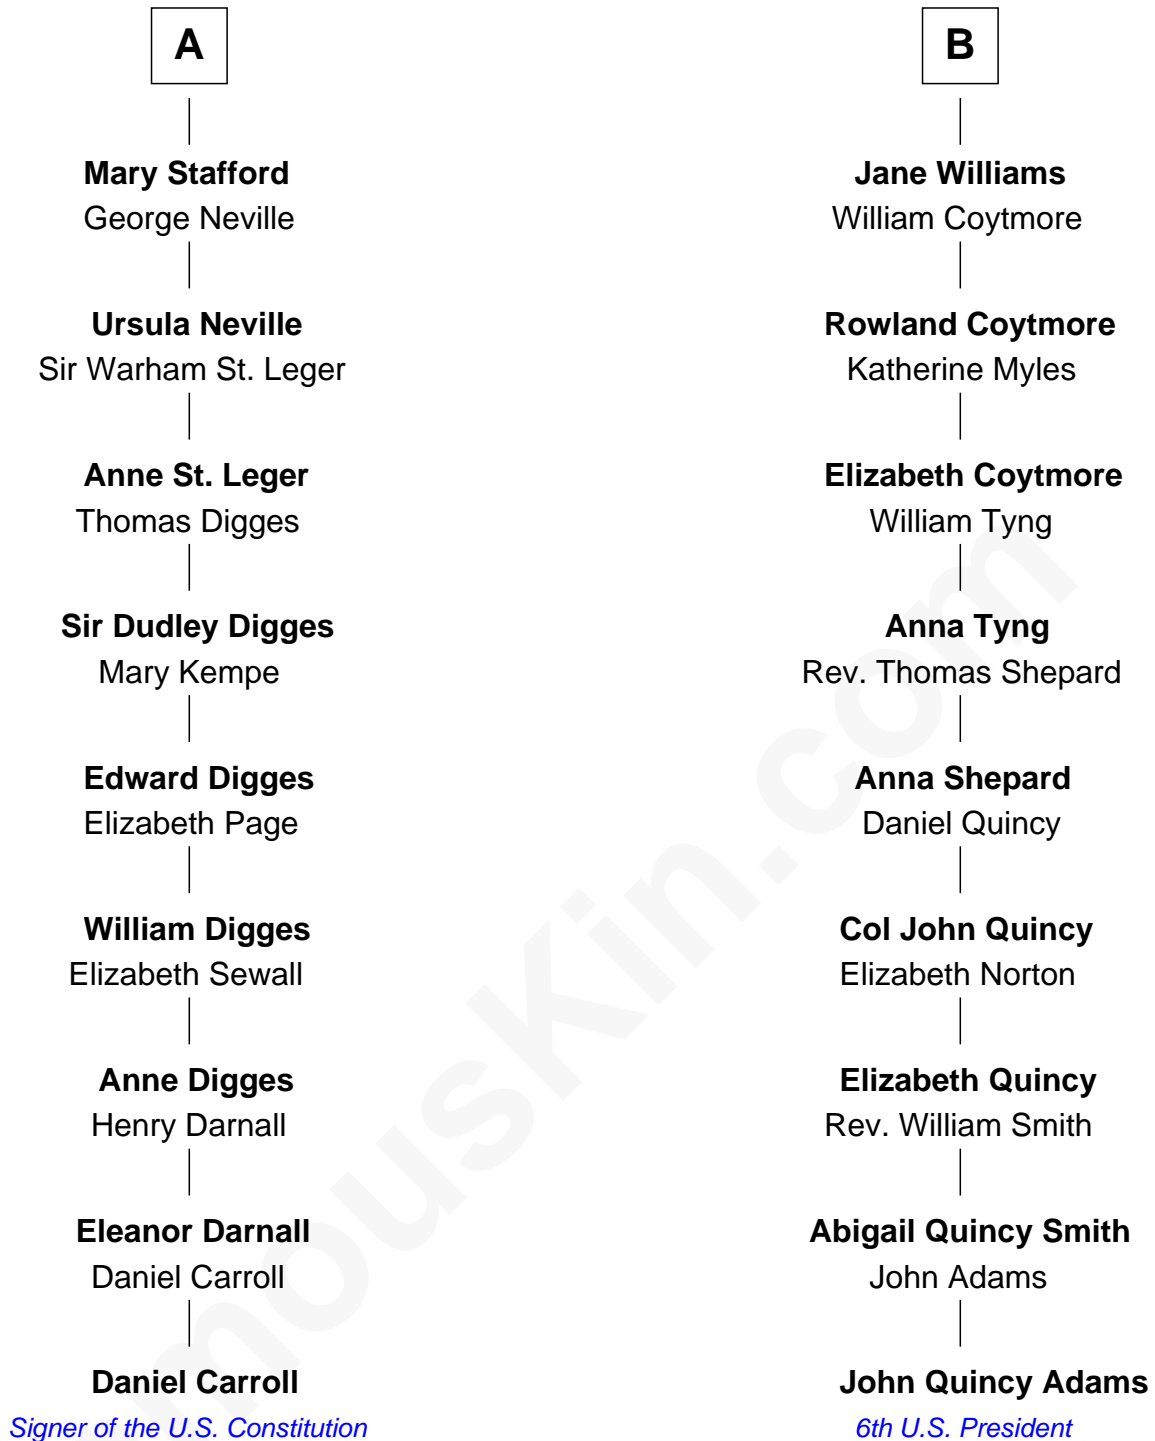 A
Mary Stafford
George Neville
Ursula Neville
Sir Warham St. Leger
Anne St. Leger
Thomas Digges
Sir Dudley Digges
Mary Kempe
Edward Digges
Elizabeth Page
William Digges
Elizabeth Sewall
Anne Digges
Henry Darnall
Eleanor Darnall
Daniel Carroll
Daniel Carroll
Signer of the U.S. Constitution
B
Jane Williams
William Coytmore
Rowland Coytmore
Katherine Myles
Elizabeth Coytmore
William Tyng
Anna Tyng
Rev. Thomas Shepard
Anna Shepard
Daniel Quincy
Col John Quincy
Elizabeth Norton
Elizabeth Quincy
Rev. William Smith
Abigail Quincy Smith
John Adams
John Quincy Adams
6th U.S. President
mousKin.com